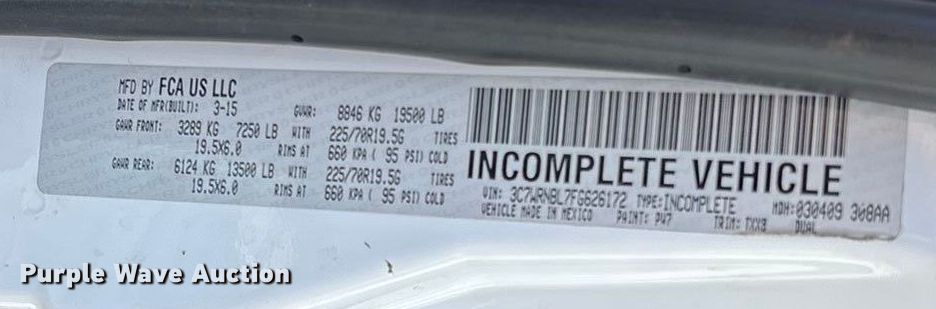 MFD BY FCA US LLC
DATE OF MFR(BUILT): 3-15 GVWR: 8846 KG 19500 LB
GAWR FRONT: 3289 KG 7250 LB WITH 225/70R19.5G TIRES
19.5X6.0 RIMS AT 660 KPA ( 95 PSI) COLD
GAWR REAR: 6124 KG 13500 LB WITH 225/70R19.5G TIRES
19.5X6.0 RIMS AT 660 KPA ( 95 PSI) COLD
INCOMPLETE VEHICLE
VIN: 3C7WRNBL7FG626172 TYPE:INCOMPLETE MDH:030409 308AA
VEHICLE MADE IN MEXICO PAINT: PW7 TRIM: TXX8 DUAL
Purple Wave Auction